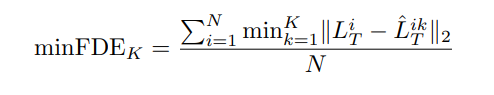 minFDE_K = \frac{\sum_{i=1}^{N} \min_{k=1}^{K} \| L_T^i - \hat{L}_T^{ik} \|_2}{N}